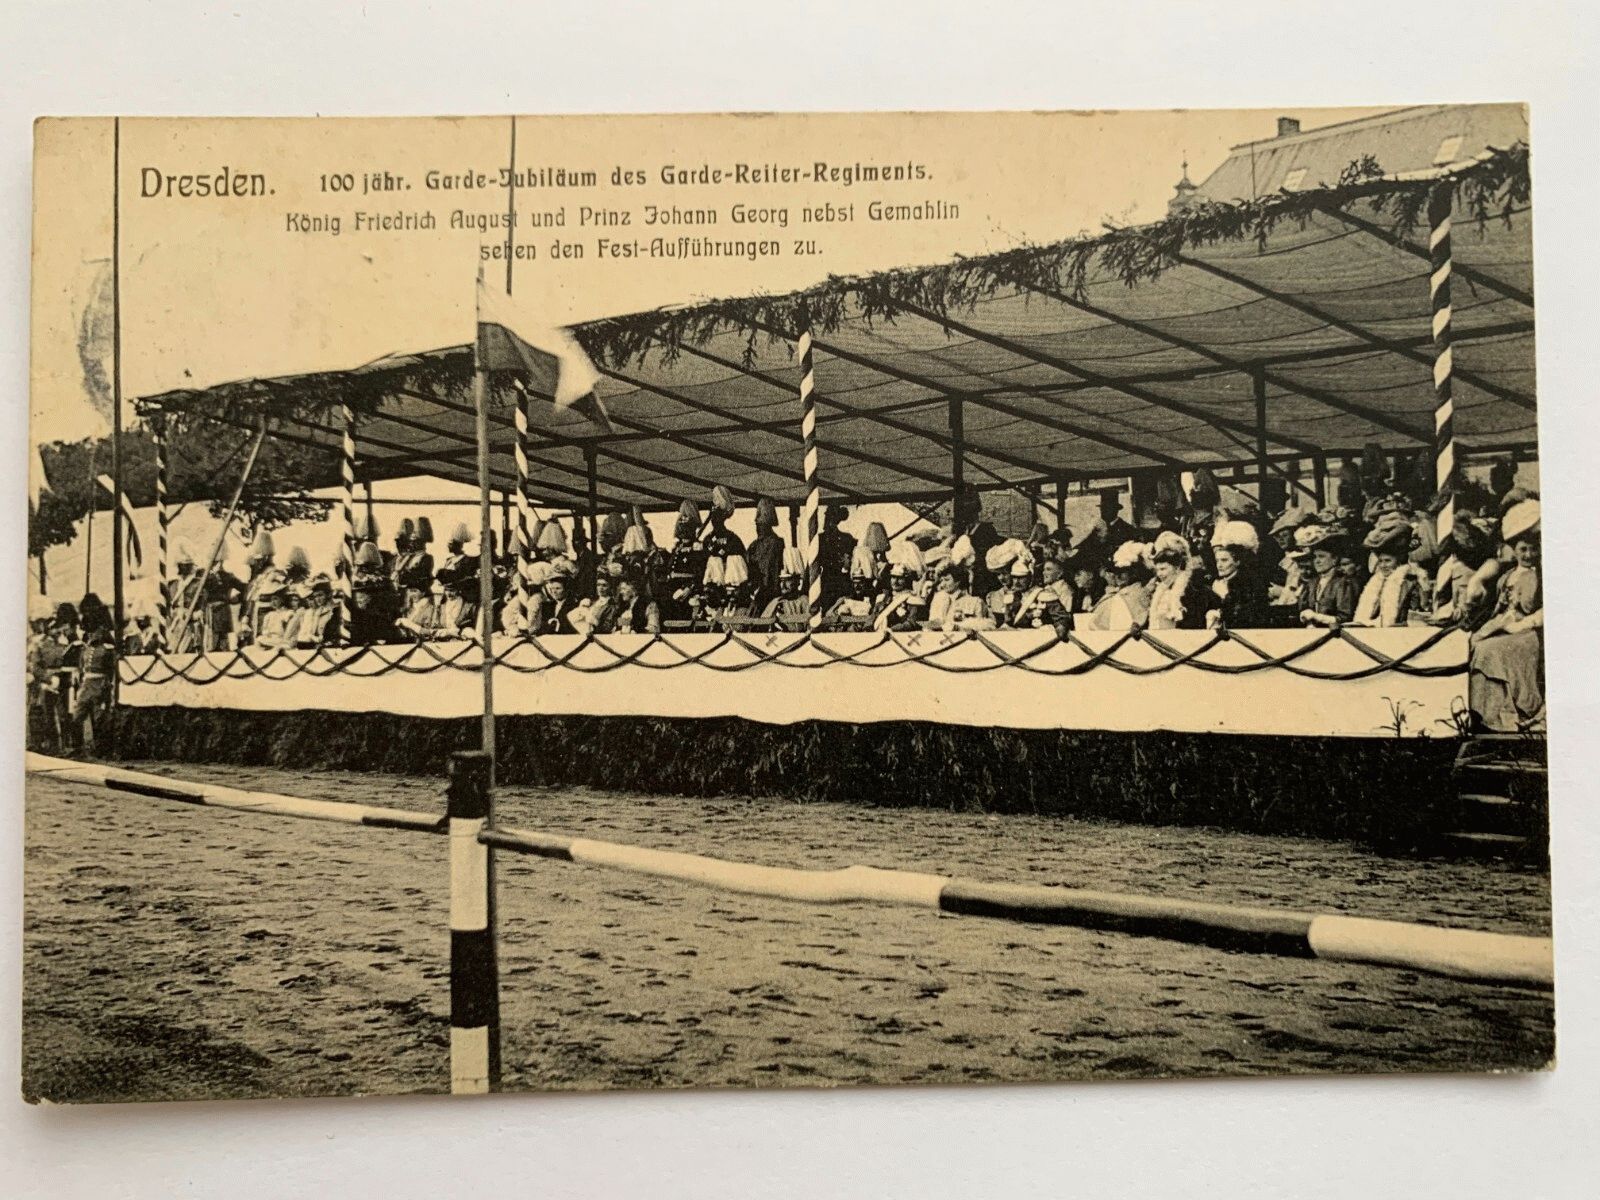 Dresden. 100 jähr. Garde-Jubiläum des Garde-Reiter-Regiments.
König Friedrich August und Prinz Johann Georg nebst Gemahlin
sehen den Fest-Aufführungen zu.